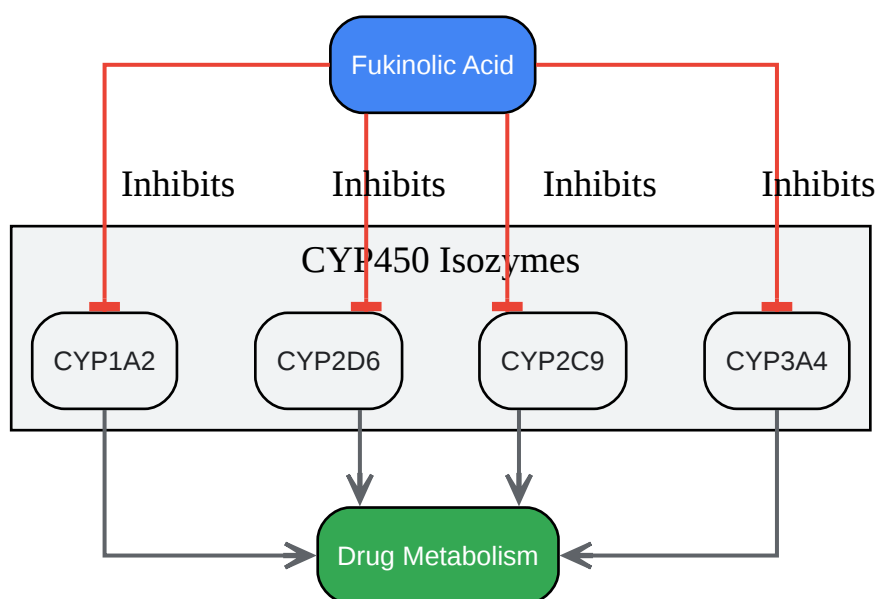 Fukinolic Acid
Inhibits Inhibits Inhibits Inhibits
CYP450 Isozymes
CYP1A2 CYP2D6 CYP2C9 CYP3A4
Drug Metabolism